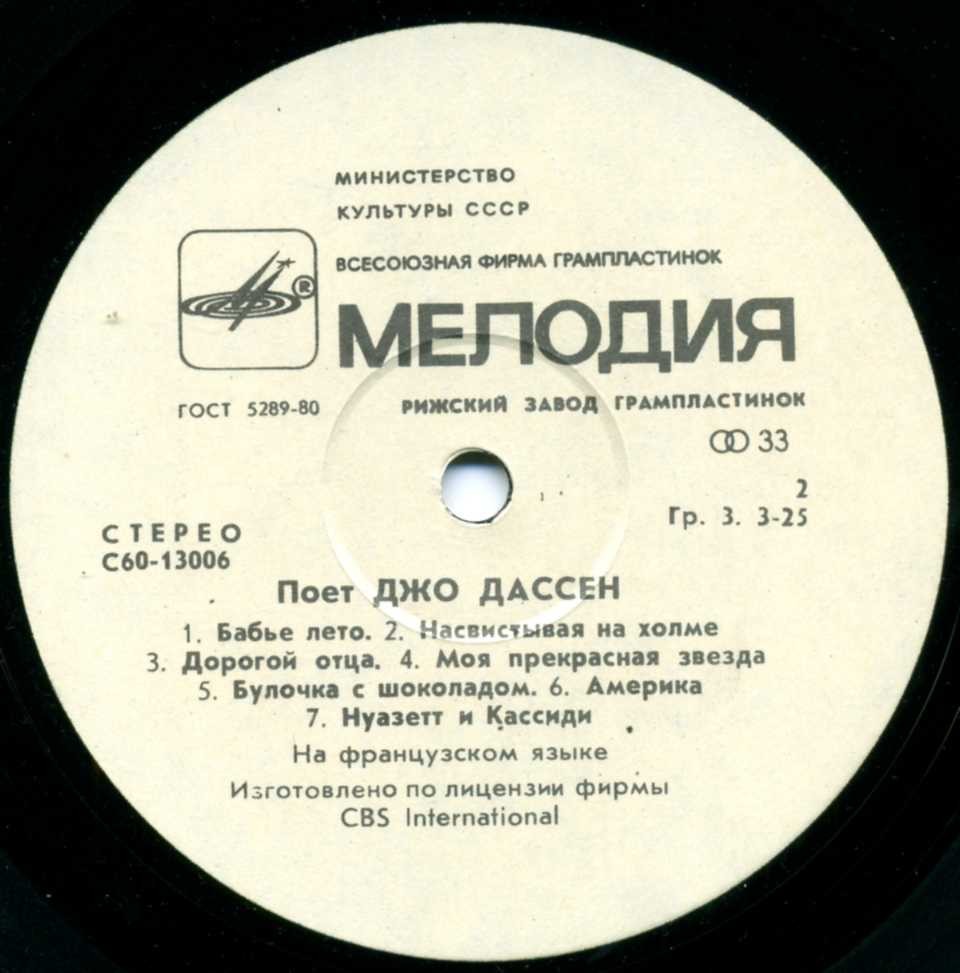 МИНИСТЕРСТВО
КУЛЬТУРЫ СССР
ВСЕСОЮЗНАЯ ФИРМА ГРАМПЛАСТИНОК
®
МЕЛОДИЯ
ГОСТ 5289-80
РИЖСКИЙ ЗАВОД ГРАМПЛАСТИНОК
33
2
Гр. 3. 3-25
СТЕРЕО
С60-13006
Поет ДЖО ДАССЕН
1. Бабье лето. 2. Насвистывая на холме
3. Дорогой отца. 4. Моя прекрасная звезда
5. Булочка с шоколадом. 6. Америка
7. Нуазетт и Кассиди
На французском языке
Изготовлено по лицензии фирмы
CBS International